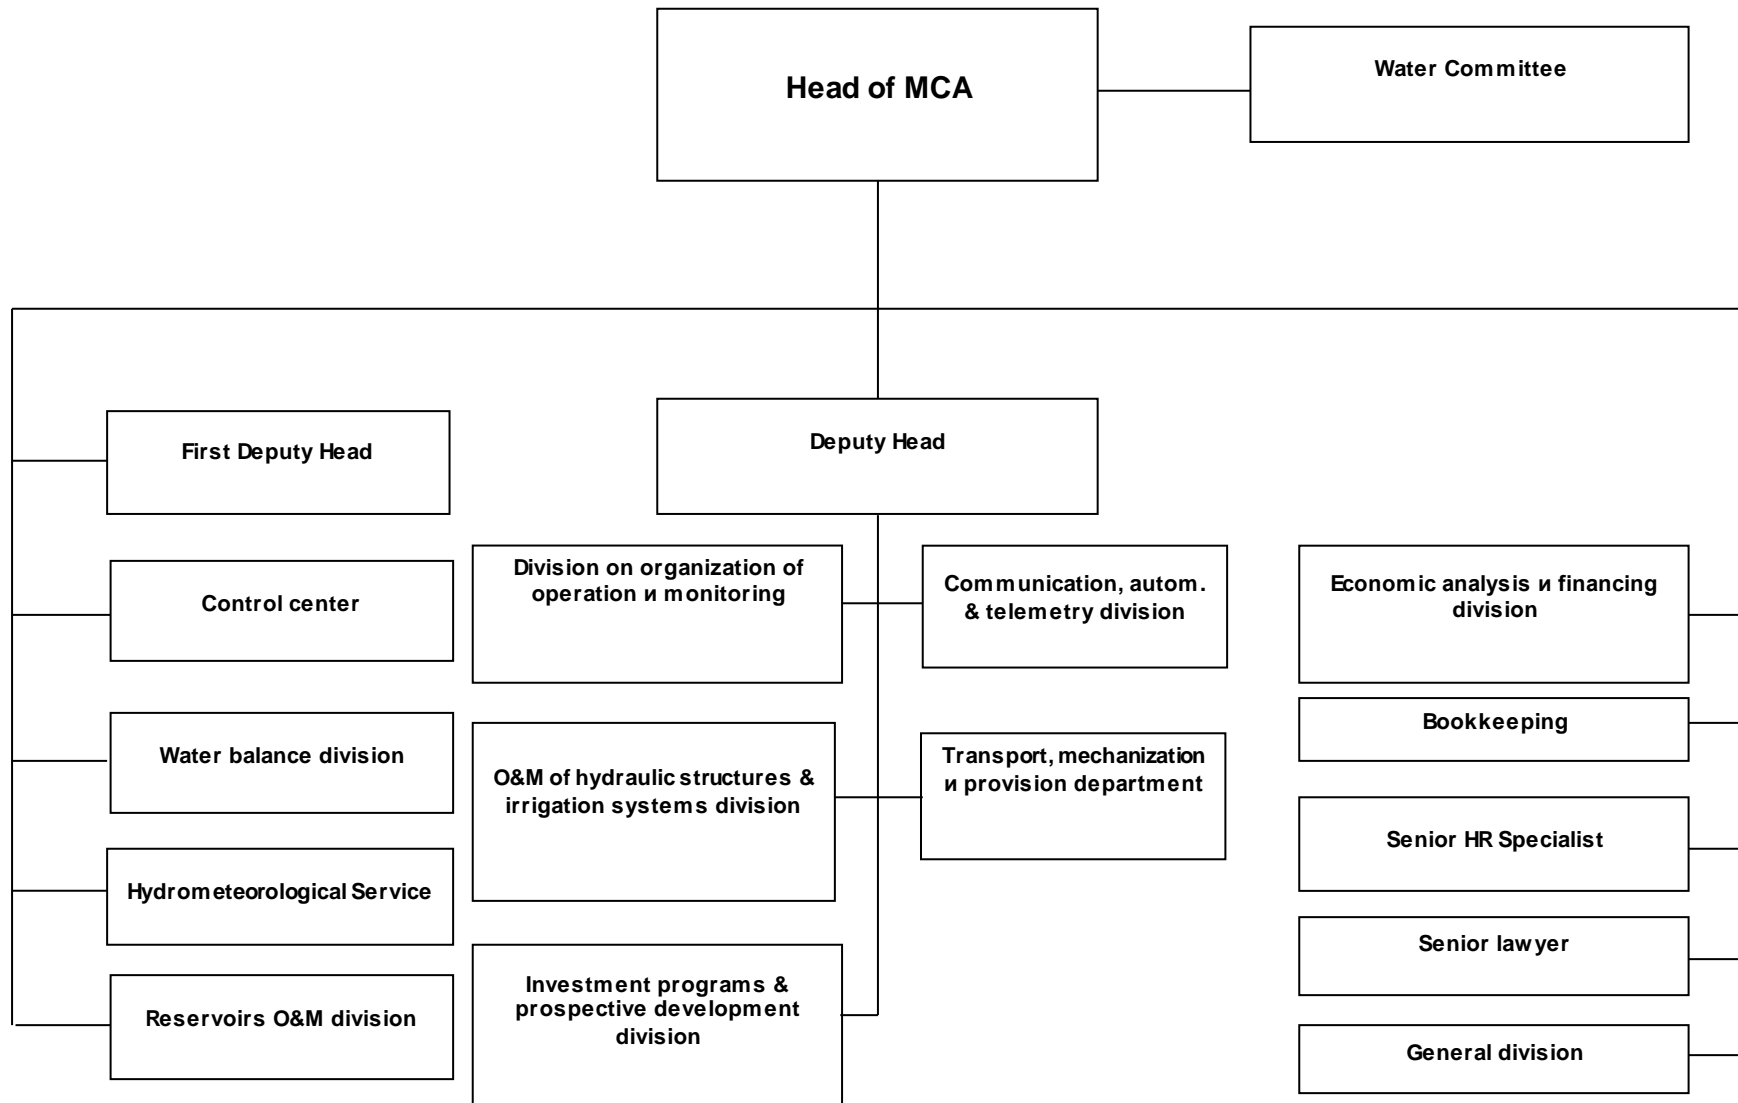 Head of MCA
Water Committee
First Deputy Head
Deputy Head
Control center
Division on organization of
operation и monitoring
Communication, autom.
& telemetry division
Economic analysis и financing
division
Water balance division
O&M of hydraulic structures &
irrigation systems division
Transport, mechanization
и provision department
Bookkeeping
Senior HR Specialist
Hydrometeorological Service
Senior lawyer
Reservoirs O&M division
Investment programs &
prospective development
division
General division